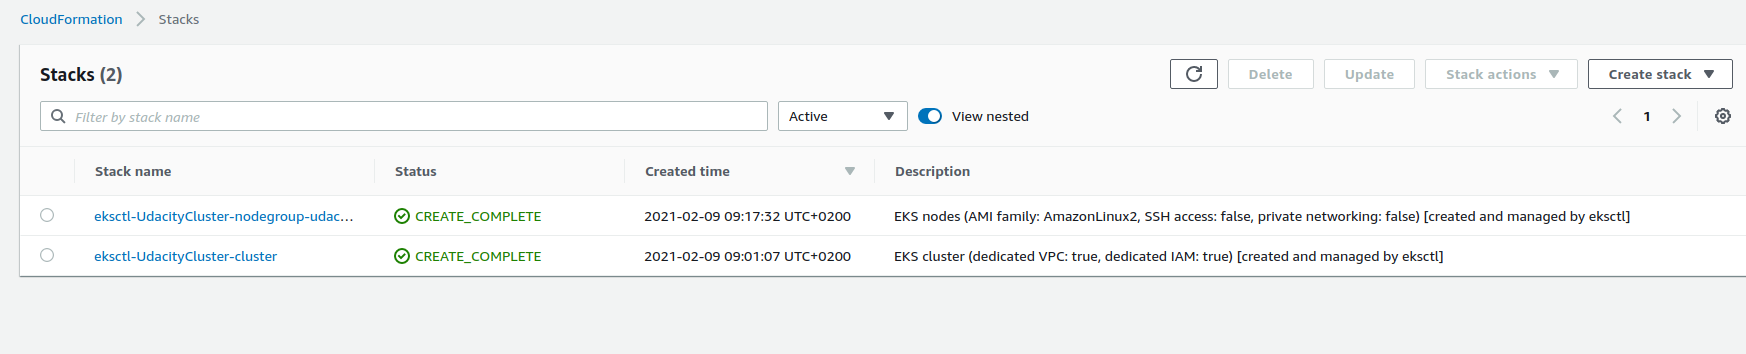 CloudFormation Stacks
Stacks (2)
Delete Update Stack actions Create stack
Filter by stack name Active View nested 1
Stack name Status Created time Description
eksctl-UdacityCluster-nodegroup-udac... CREATE_COMPLETE 2021-02-09 09:17:32 UTC+0200 EKS nodes (AMI family: AmazonLinux2, SSH access: false, private networking: false) [created and managed by eksctl]
eksctl-UdacityCluster-cluster CREATE_COMPLETE 2021-02-09 09:01:07 UTC+0200 EKS cluster (dedicated VPC: true, dedicated IAM: true) [created and managed by eksctl]